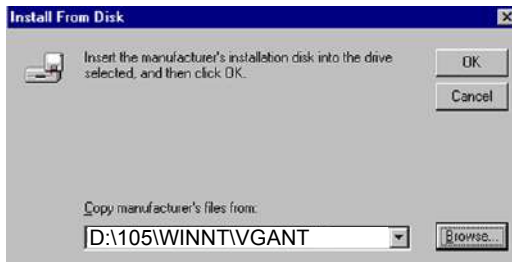 Install From Disk
Insert the manufacturer's installation disk into the drive
selected, and then click OK.
OK
Cancel
Copy manufacturer's files from:
D:\105\WINNT\VGANT
Browse...